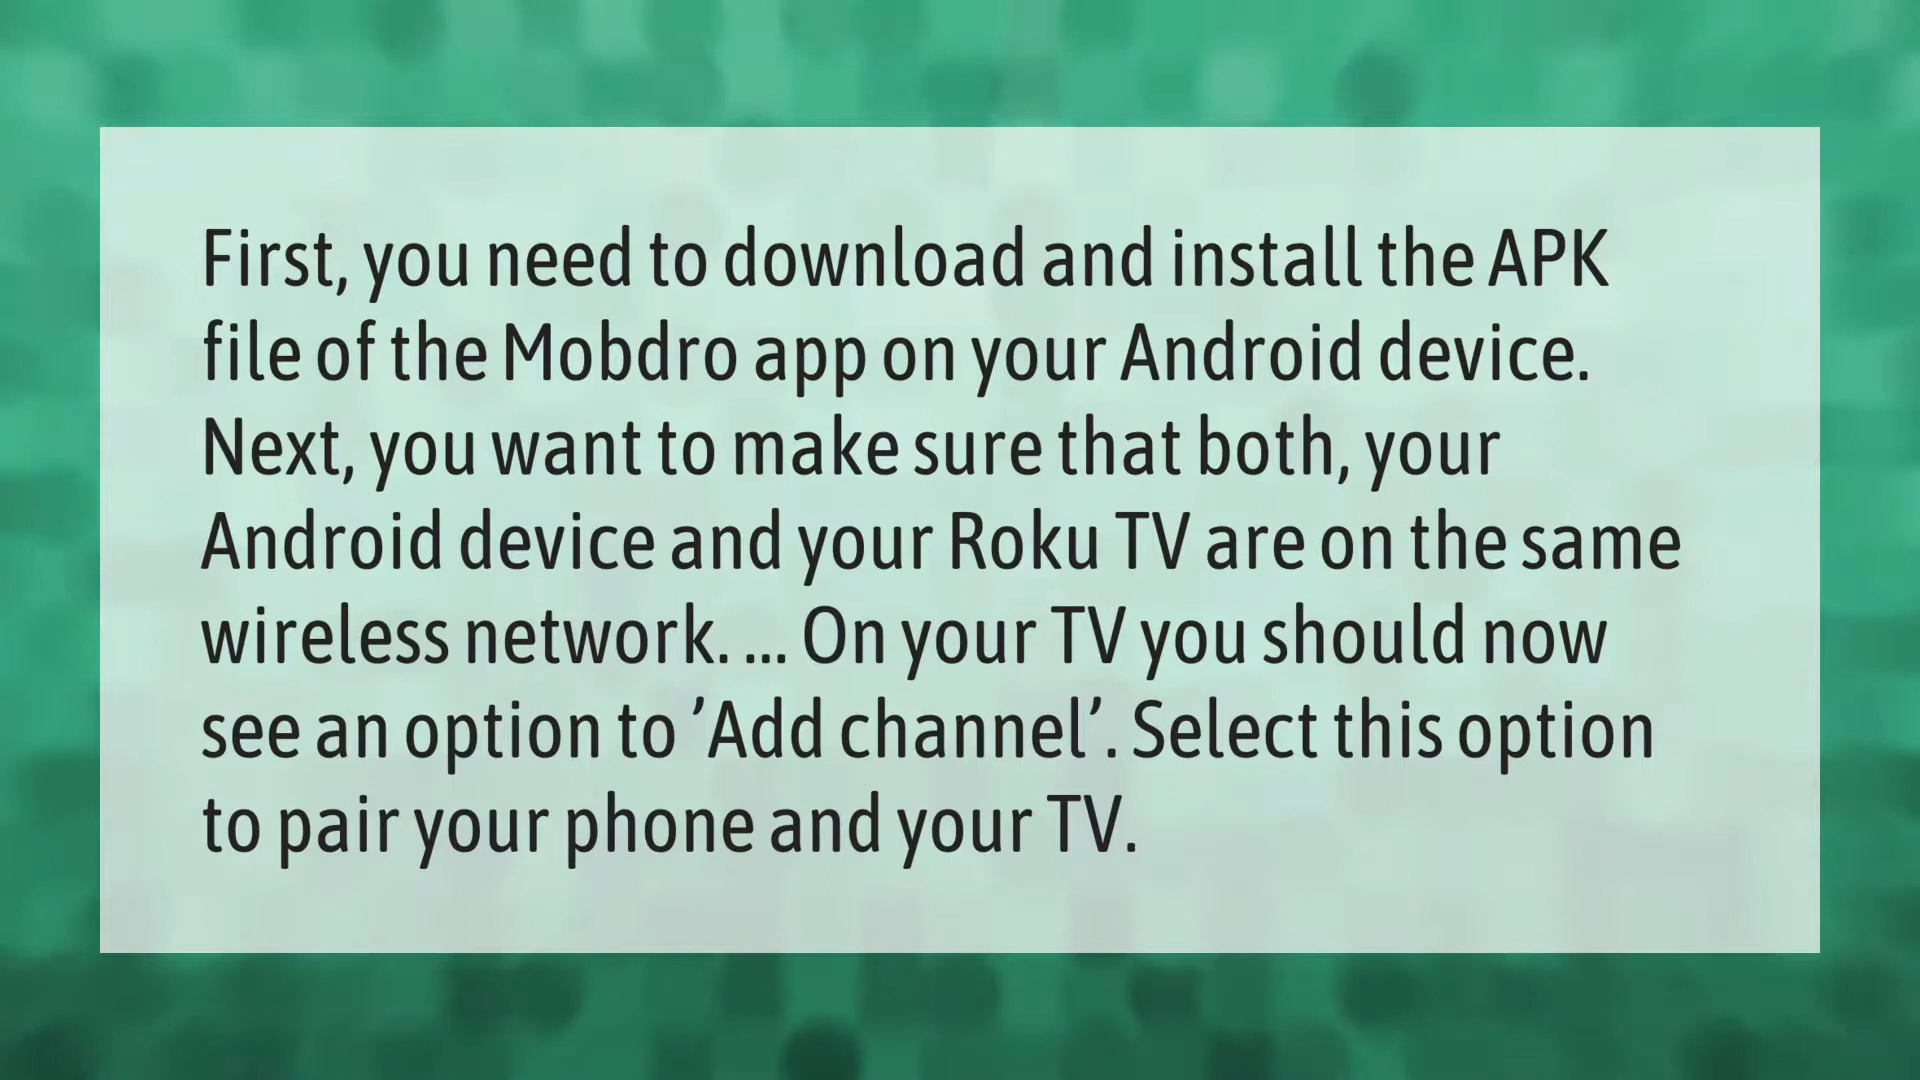 First, you need to download and install the APK
file of the Mobdro app on your Android device.
Next, you want to make sure that both, your
Android device and your Roku TV are on the same
wireless network. ... On your TV you should now
see an option to ’Add channel’. Select this option
to pair your phone and your TV.